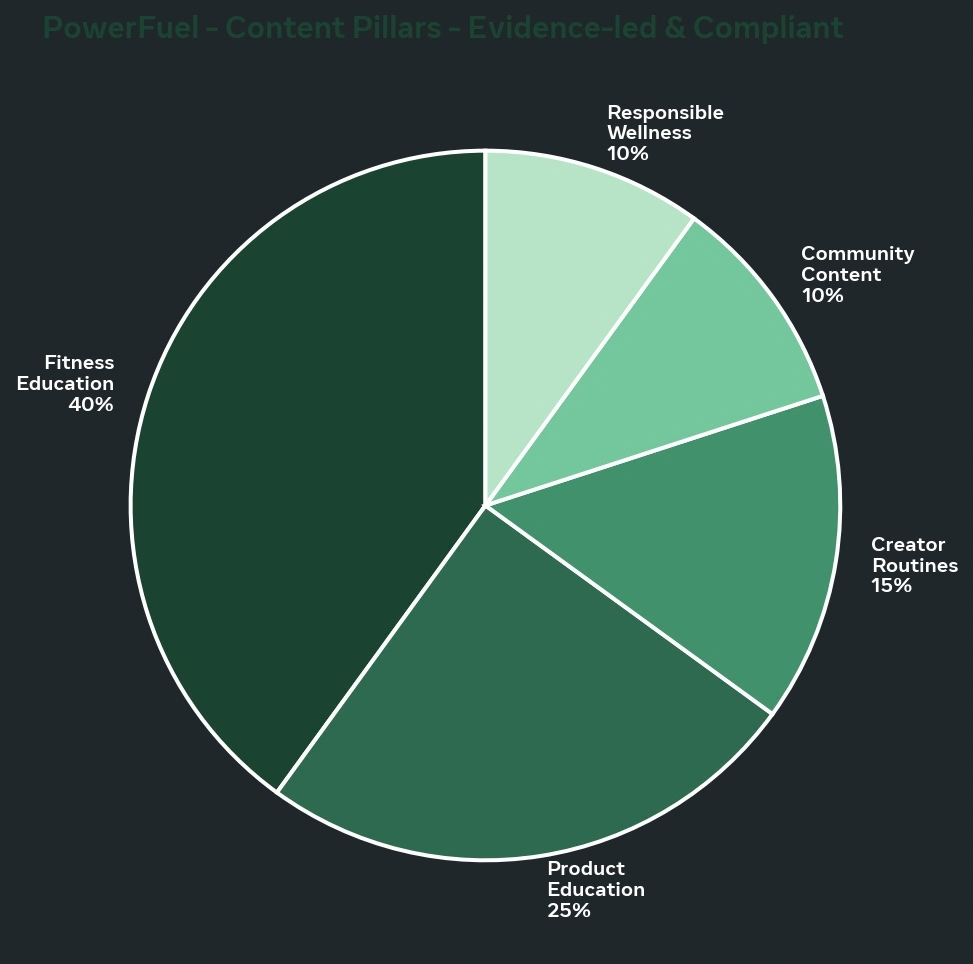 PowerFuel – Content Pillars – Evidence-led & Compliant
Responsible
Wellness
10%
Community
Content
10%
Fitness
Education
40%
Creator
Routines
15%
Product
Education
25%